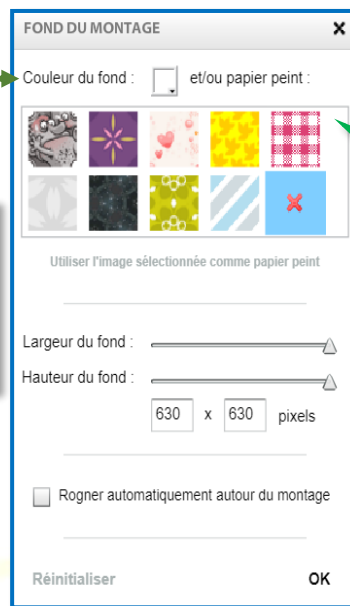 FOND DU MONTAGE x
Couleur du fond : et/ou papier peint :
Utiliser l'image sélectionnée comme papier peint
Largeur du fond :
Hauteur du fond :
630 x 630 pixels
Rogner automatiquement autour du montage
Réinitialiser OK